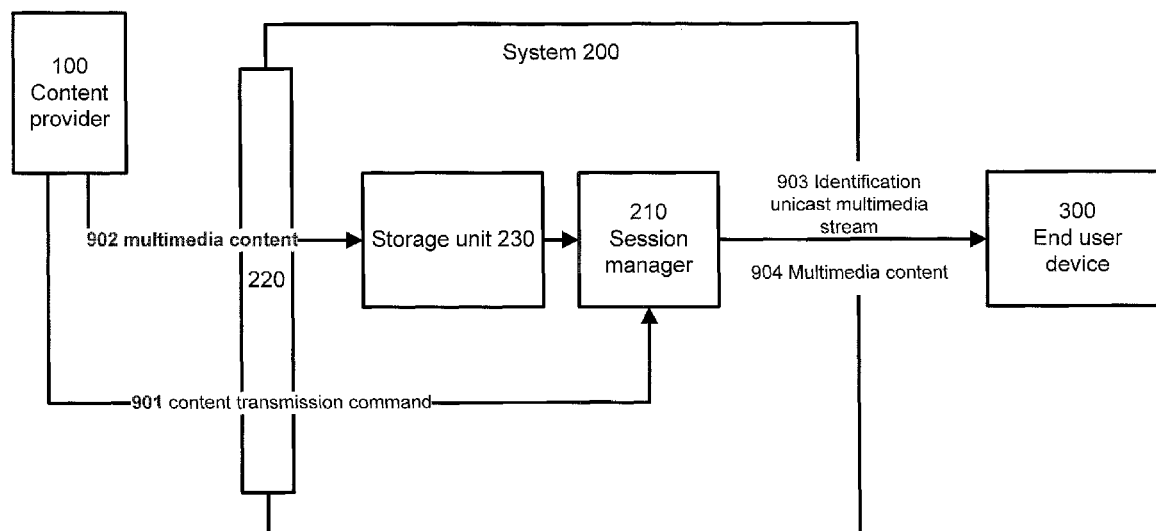 100
Content
provider
System 200
902 multimedia content
220
Storage unit 230
210
Session
manager
903 Identification
unicast multimedia
stream
904 Multimedia content
300
End user
device
901 content transmission command